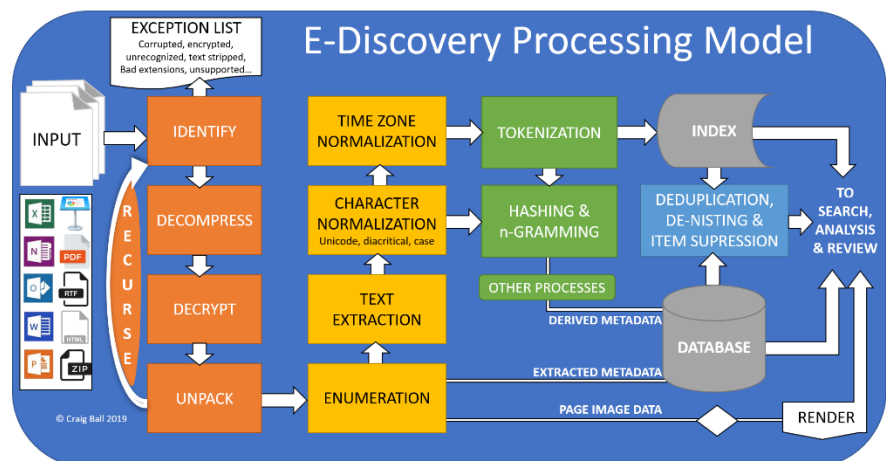 E-Discovery Processing Model
EXCEPTION LIST
Corrupted, encrypted,
unrecognized, text stripped,
Bad extensions, unsupported…
INPUT
IDENTIFY
DECOMPRESS
DECRYPT
UNPACK
RECURSE
X
N
PDF
O
RTF
W
HTML
P
ZIP
© Craig Ball 2019
TIME ZONE
NORMALIZATION
CHARACTER
NORMALIZATION
Unicode, diacritical, case
TEXT
EXTRACTION
ENUMERATION
TOKENIZATION
HASHING &
n-GRAMMING
OTHER PROCESSES
DERIVED METADATA
EXTRACTED METADATA
PAGE IMAGE DATA
INDEX
DEDUPLICATION,
DE-NISTING &
ITEM SUPRESSION
DATABASE
TO
SEARCH,
ANALYSIS
& REVIEW
RENDER